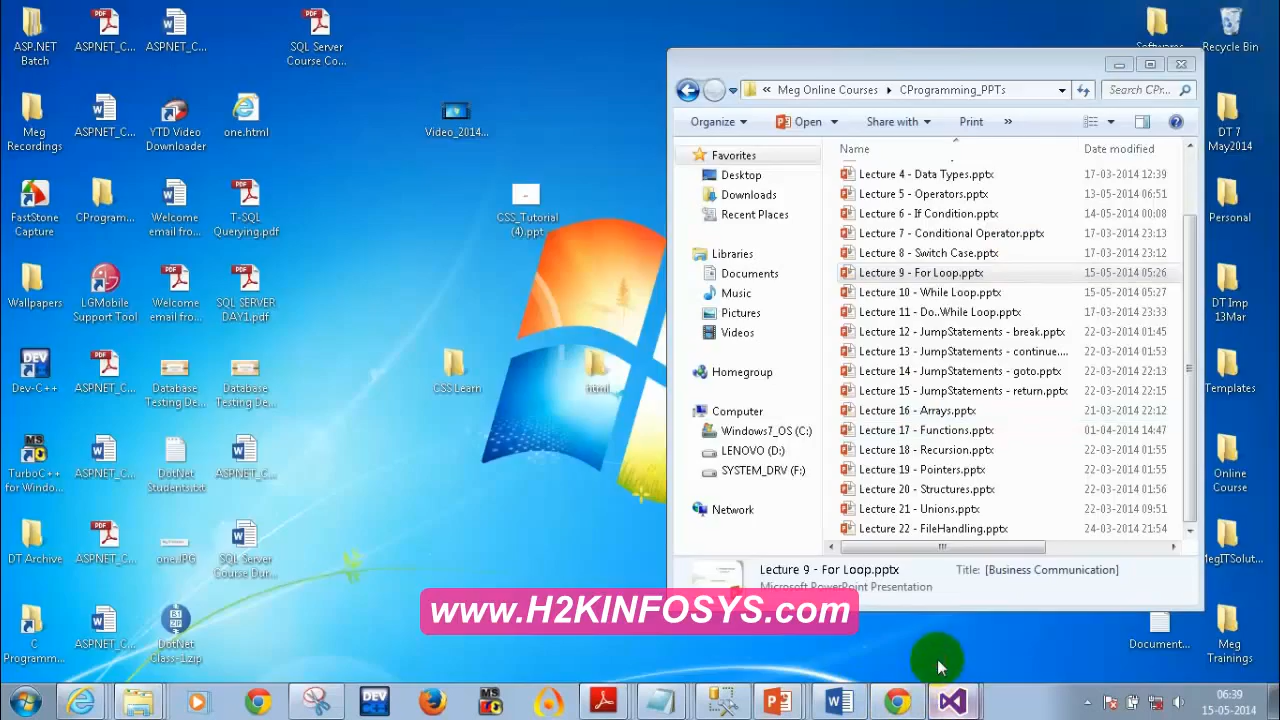 ASP.NET
Batch
ASPNET_C...
ASPNET_C...
SQL Server
Course Co...
Meg
Recordings
ASPNET_C...
YTD Video
Downloader
one.html
Video_2014...
FastStone
Capture
CProgram...
Welcome
email fro...
T-SQL
Querying.pdf
CSS_Tutorial
(4).ppt
Wallpapers
LGMobile
Support Tool
Welcome
email fro...
SQL SERVER
DAY1.pdf
Dev-C++
ASPNET_C...
Database
Testing De...
Database
Testing De...
CSS Learn
html
TurboC++
for Windo...
ASPNET_C...
DotNet
Students.txt
ASPNET_C...
DT Archive
ASPNET_C...
one.JPG
SQL Server
Course Dur...
C
Programm...
ASPNET_C...
DotNet
Class-1.zip
Meg Online Courses
CProgramming_PPTs
Search CPr...
Organize
Open
Share with
Print
»
Favorites
Desktop
Downloads
Recent Places
Libraries
Documents
Music
Pictures
Videos
Homegroup
Computer
Windows7_OS (C:)
LENOVO (D:)
SYSTEM_DRV (F:)
Network
Name
Date modified
Lecture 4 - Data Types.pptx 17-03-2014 12:39
Lecture 5 - Operators.pptx 13-05-2014 06:51
Lecture 6 - If Condition.pptx 14-05-2014 00:08
Lecture 7 - Conditional Operator.pptx 17-03-2014 23:13
Lecture 8 - Switch Case.pptx 17-03-2014 23:12
Lecture 9 - For Loop.pptx 15-05-2014 05:26
Lecture 10 - While Loop.pptx 15-05-2014 05:27
Lecture 11 - Do..While Loop.pptx 17-03-2014 23:33
Lecture 12 - JumpStatements - break.pptx 22-03-2014 01:45
Lecture 13 - JumpStatements - continue.... 22-03-2014 01:53
Lecture 14 - JumpStatements - goto.pptx 22-03-2014 22:15
Lecture 15 - JumpStatements - return.pptx 22-03-2014 22:15
Lecture 16 - Arrays.pptx 21-03-2014 22:12
Lecture 17 - Functions.pptx 01-04-2014 14:47
Lecture 18 - Recursion.pptx 22-03-2014 01:55
Lecture 19 - Pointers.pptx 22-03-2014 01:55
Lecture 20 - Structures.pptx 22-03-2014 01:56
Lecture 21 - Unions.pptx 22-03-2014 09:51
Lecture 22 - FileHandling.pptx 24-03-2014 21:54
Lecture 9 - For Loop.pptx
Title: [Business Communication]
Microsoft PowerPoint Presentation
Softwares
Recycle Bin
DT 7
May2014
Personal
DT Imp
13Mar
Templates
Online
Course
MegITSolut...
Document...
Meg
Trainings
www.H2KINFOSYS.com
DEV
MS
06:39
15-05-2014